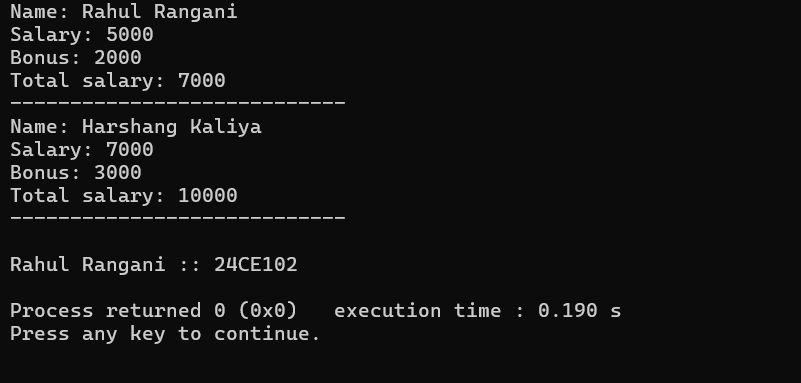 Name: Rahul Rangani
Salary: 5000
Bonus: 2000
Total salary: 7000
----------------------------
Name: Harshang Kaliya
Salary: 7000
Bonus: 3000
Total salary: 10000
----------------------------
Rahul Rangani :: 24CE102
Process returned 0 (0x0)   execution time : 0.190 s
Press any key to continue.